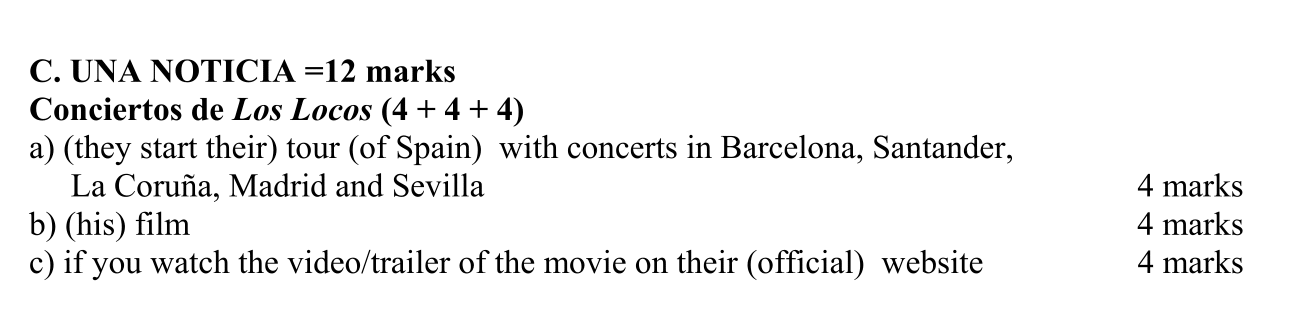 C. UNA NOTICIA =12 marks
Conciertos de Los Locos (4 + 4 + 4)
a) (they start their) tour (of Spain)  with concerts in Barcelona, Santander,
La Coruña, Madrid and Sevilla 4 marks
b) (his) film 4 marks
c) if you watch the video/trailer of the movie on their (official)  website 4 marks